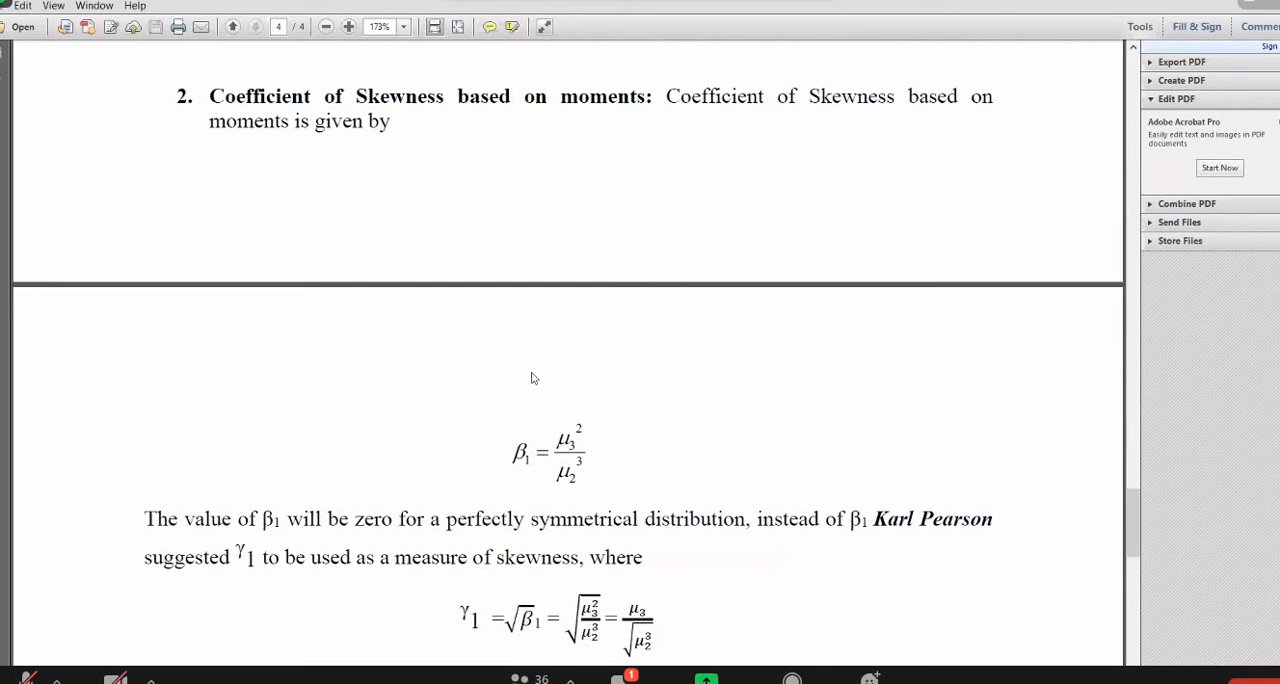 Edit View Window Help
Open 4 / 4 173% Tools Fill & Sign Comme
Sign
Export PDF
Create PDF
Edit PDF
Adobe Acrobat Pro
Easily edit text and images in PDF
documents
Start Now
Combine PDF
Send Files
Store Files
2. Coefficient of Skewness based on moments: Coefficient of Skewness based on
moments is given by
β₁ = μ₃² / μ₂³
The value of β₁ will be zero for a perfectly symmetrical distribution, instead of β₁ Karl Pearson
suggested γ1 to be used as a measure of skewness, where
γ1 =√β₁ = √(μ₃²/μ₂³) = μ₃/√μ₂³
36 1